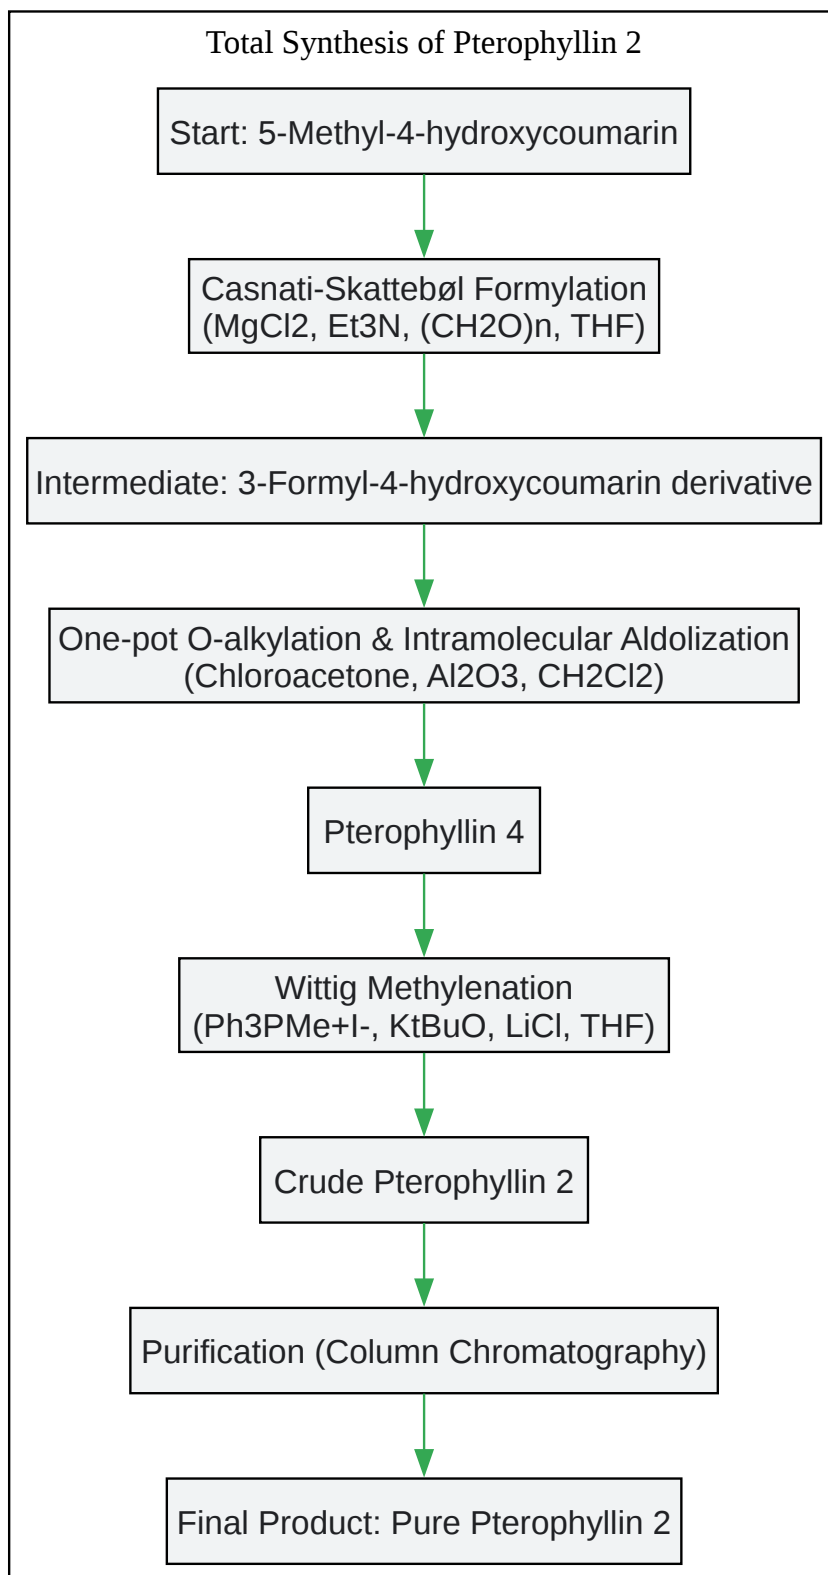 Total Synthesis of Pterophyllin 2
Start: 5-Methyl-4-hydroxycoumarin
Casnati-Skattebøl Formylation
(MgCl2, Et3N, (CH2O)n, THF)
Intermediate: 3-Formyl-4-hydroxycoumarin derivative
One-pot O-alkylation & Intramolecular Aldolization
(Chloroacetone, Al2O3, CH2Cl2)
Pterophyllin 4
Wittig Methylenation
(Ph3PMe+I-, KtBuO, LiCl, THF)
Crude Pterophyllin 2
Purification (Column Chromatography)
Final Product: Pure Pterophyllin 2